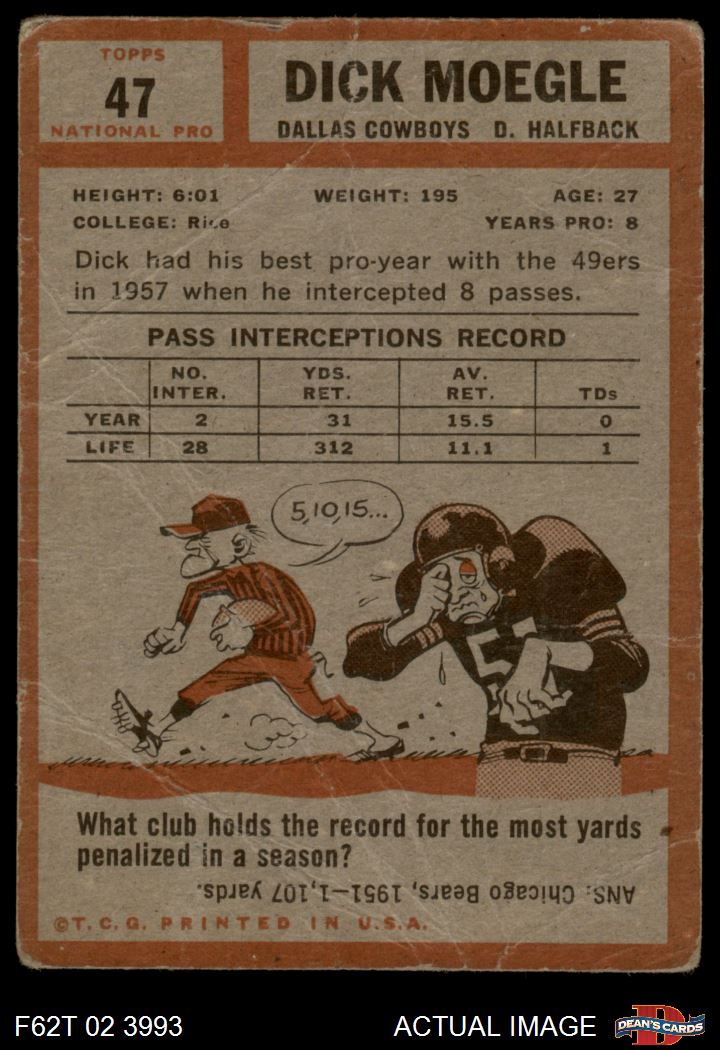 TOPPS
47
NATIONAL PRO
DICK MOEGLE
DALLAS COWBOYS D. HALFBACK
HEIGHT: 6:01 WEIGHT: 195 AGE: 27
COLLEGE: Rice YEARS PRO: 8
Dick had his best pro-year with the 49ers
in 1957 when he intercepted 8 passes.
PASS INTERCEPTIONS RECORD
NO. INTER. YDS. RET. AV. RET. TDs
YEAR 2 31 15.5 0
LIFE 28 312 11.1 1
5,10,15...
5
What club holds the record for the most yards
penalized in a season?
ANS: Chicago Bears, 1951—1,107 yards.
©T.C.G. PRINTED IN U.S.A.
F62T 02 3993 ACTUAL IMAGE D DEAN'S CARDS